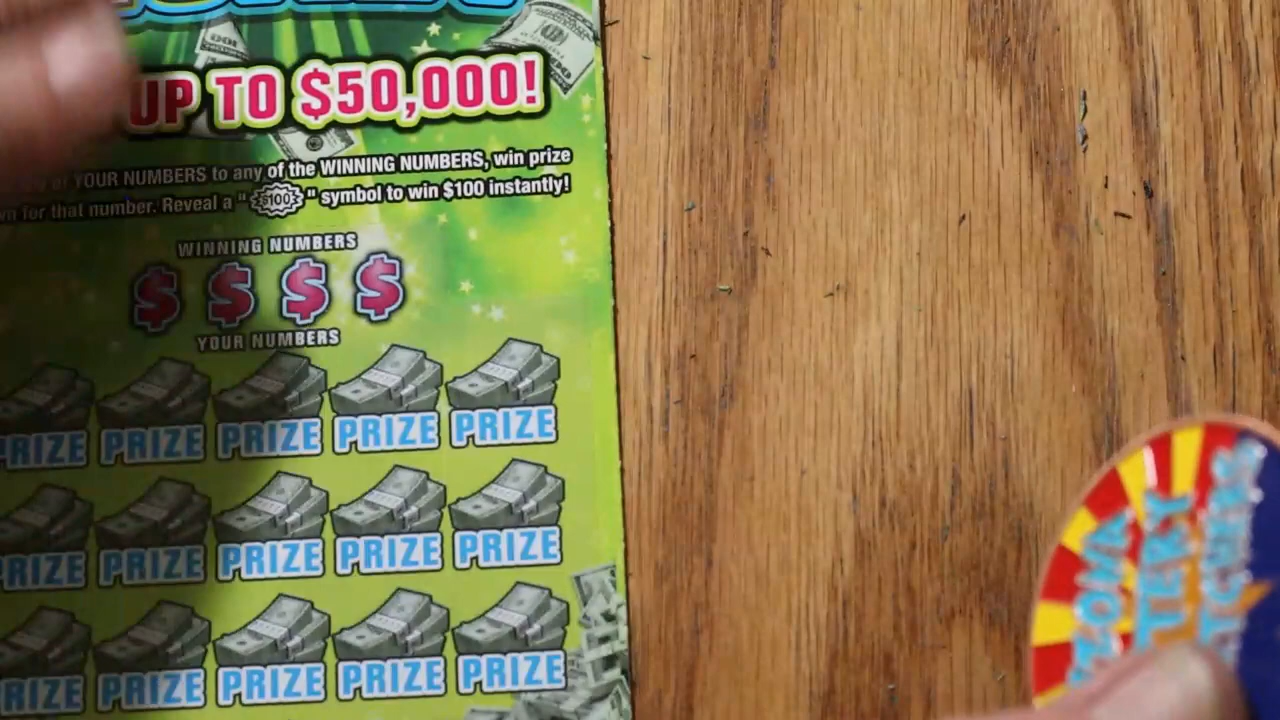 UP TO $50,000!
YOUR NUMBERS to any of the WINNING NUMBERS, win prize
for that number. Reveal a "$100" symbol to win $100 instantly!
WINNING NUMBERS
$ $ $ $
YOUR NUMBERS
PRIZE PRIZE PRIZE PRIZE PRIZE
PRIZE PRIZE PRIZE PRIZE PRIZE
PRIZE PRIZE PRIZE PRIZE PRIZE